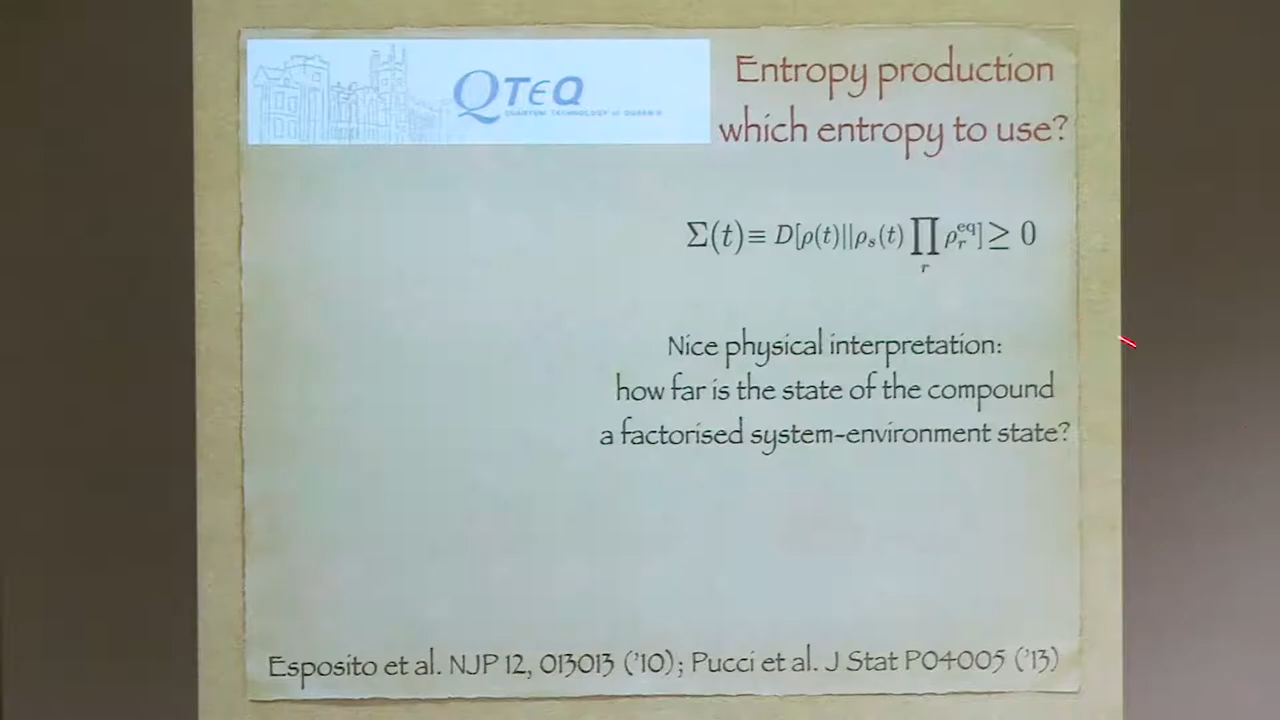 QTEQ
QUANTUM TECHNOLOGY at QUEEN'S
Entropy production
which entropy to use?
Σ(t) ≡ D[ρ(t)||ρ_s(t) ∏_r ρ_r^eq] ≥ 0
Nice physical interpretation:
how far is the state of the compound
a factorised system-environment state?
Esposito et al. NJP 12, 013013 ('10); Pucci et al. J Stat P04005 ('13)